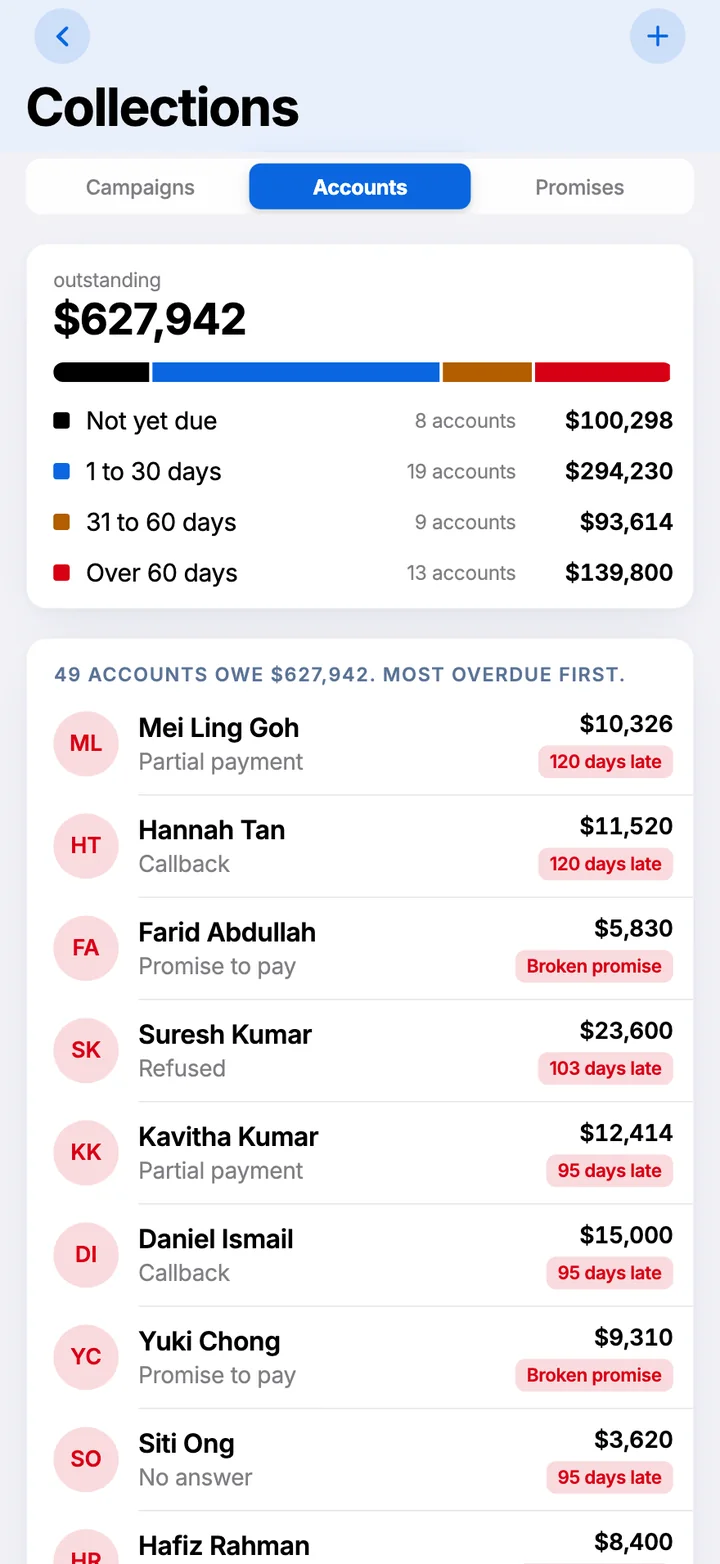 Collections
Campaigns Accounts Promises
outstanding
$627,942
Not yet due 8 accounts $100,298
1 to 30 days 19 accounts $294,230
31 to 60 days 9 accounts $93,614
Over 60 days 13 accounts $139,800
49 ACCOUNTS OWE $627,942. MOST OVERDUE FIRST.
ML Mei Ling Goh $10,326
Partial payment 120 days late
HT Hannah Tan $11,520
Callback 120 days late
FA Farid Abdullah $5,830
Promise to pay Broken promise
SK Suresh Kumar $23,600
Refused 103 days late
KK Kavitha Kumar $12,414
Partial payment 95 days late
DI Daniel Ismail $15,000
Callback 95 days late
YC Yuki Chong $9,310
Promise to pay Broken promise
SO Siti Ong $3,620
No answer 95 days late
HR Hafiz Rahman $8,400